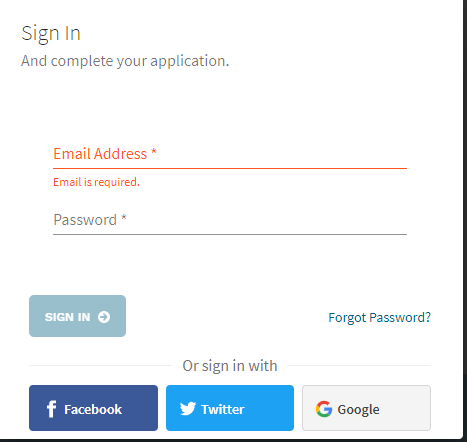 Sign In
And complete your application.
Email Address *
Email is required.
Password *
SIGN IN
Forgot Password?
Or sign in with
Facebook
Twitter
Google